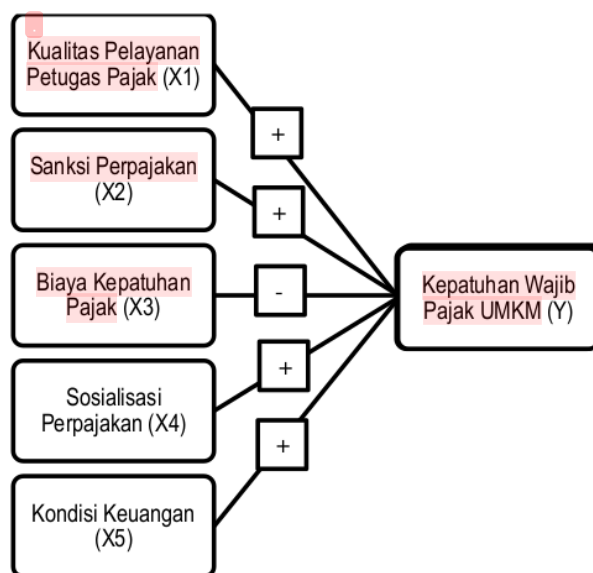 Kualitas Pelayanan
Petugas Pajak (X1)
+
Sanksi Perpajakan
(X2)
+
Biaya Kepatuhan
Pajak (X3)
-
Kepatuhan Wajib
Pajak UMKM (Y)
Sosialisasi
Perpajakan (X4)
+
+
Kondisi Keuangan
(X5)